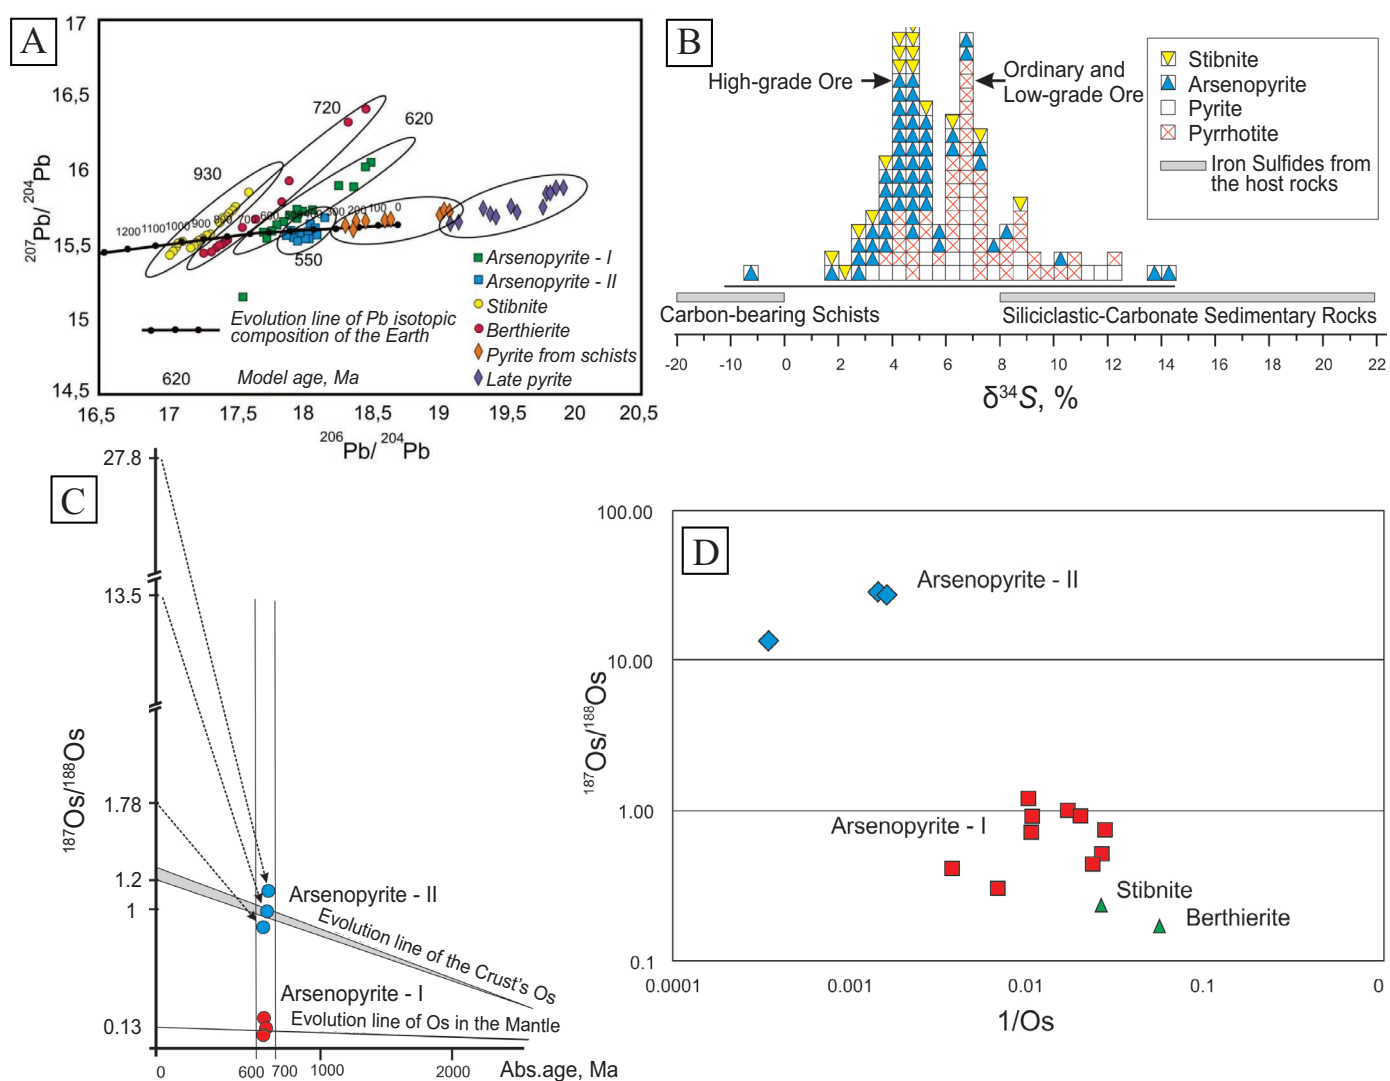 A
17
16,5
16
15,5
15
14,5
207Pb/ 204Pb
16,5
17
17,5
18
18,5
19
19,5
20
20,5
206Pb/ 204Pb
930
720
620
550
1200
1100
1000
900
800
700
600
400
300
200
100
0
Arsenopyrite - I
Arsenopyrite - II
Stibnite
Berthierite
Pyrite from schists
Late pyrite
Evolution line of Pb isotopic
composition of the Earth
620
Model age, Ma
B
High-grade Ore
Ordinary and
Low-grade Ore
Stibnite
Arsenopyrite
Pyrite
Pyrrhotite
Iron Sulfides from
the host rocks
Carbon-bearing Schists
Siliciclastic-Carbonate Sedimentary Rocks
-20
-10
0
2
4
6
8
10
12
14
16
18
20
22
δ34S, %
C
27.8
13.5
1.78
1.2
1
0.13
187Os/188Os
Arsenopyrite - II
Evolution line of the Crust's Os
Arsenopyrite - I
Evolution line of Os in the Mantle
0
600
700
1000
2000
Abs.age, Ma
D
100.00
10.00
1.00
0.1
187Os/188Os
Arsenopyrite - II
Arsenopyrite - I
Stibnite
Berthierite
0.0001
0.001
0.01
0.1
0
1/Os